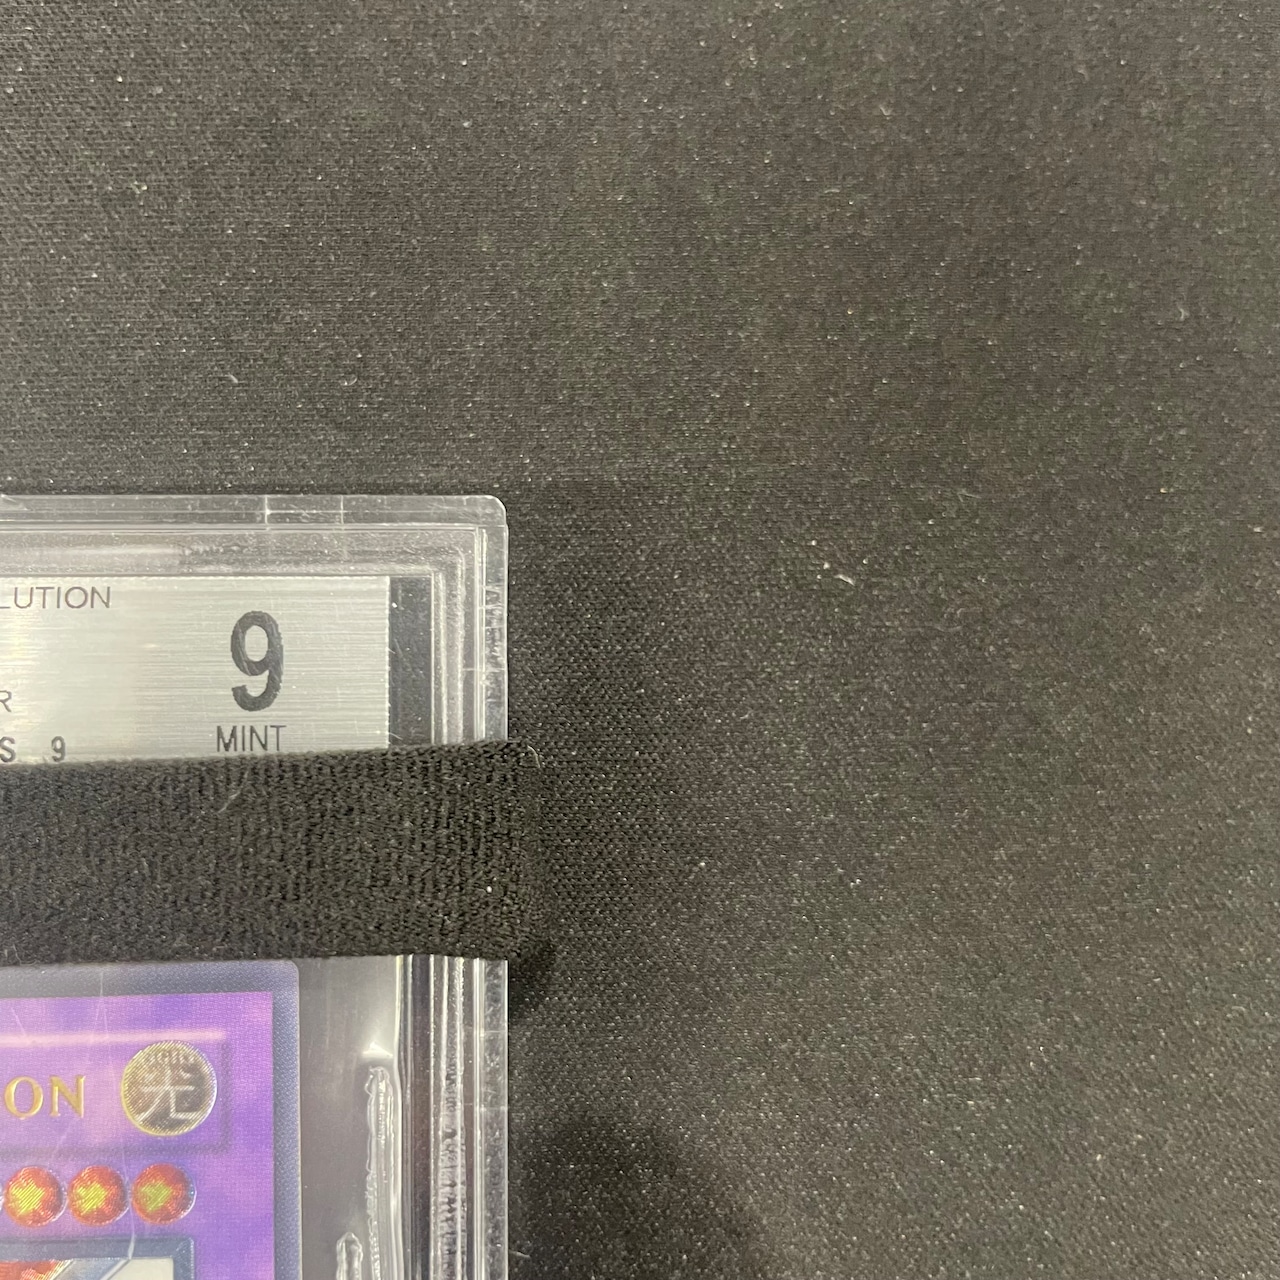 LUTION
9
R
S 9
MINT
ON 光